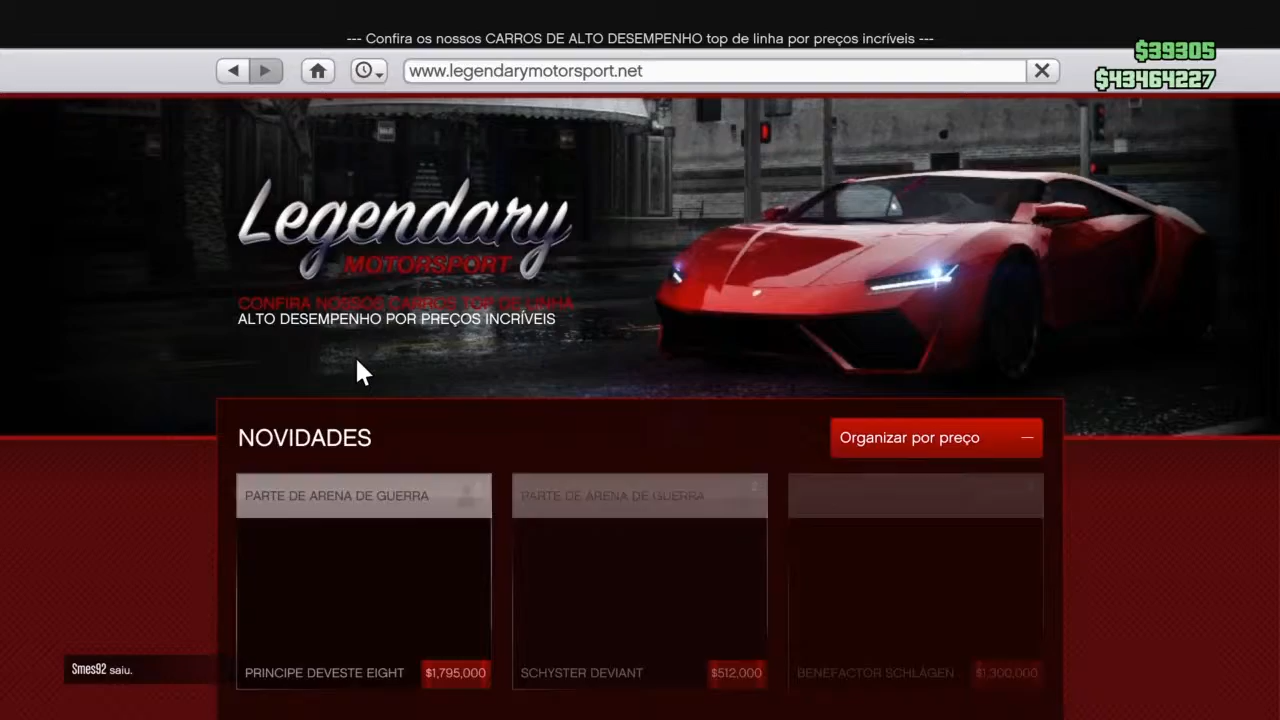 --- Confira os nossos CARROS DE ALTO DESEMPENHO top de linha por preços incríveis ---
$39305
www.legendarymotorsport.net
$43464227
Legendary
MOTORSPORT
CONFIRA NOSSOS CARROS TOP DE LINHA
ALTO DESEMPENHO POR PREÇOS INCRÍVEIS
NOVIDADES
Organizar por preço
PARTE DE ARENA DE GUERRA
PARTE DE ARENA DE GUERRA
PRINCIPE DEVESTE EIGHT $1,795,000
SCHYSTER DEVIANT $512,000
BENEFACTOR SCHLAGEN $1,300,000
Smes92 saiu.